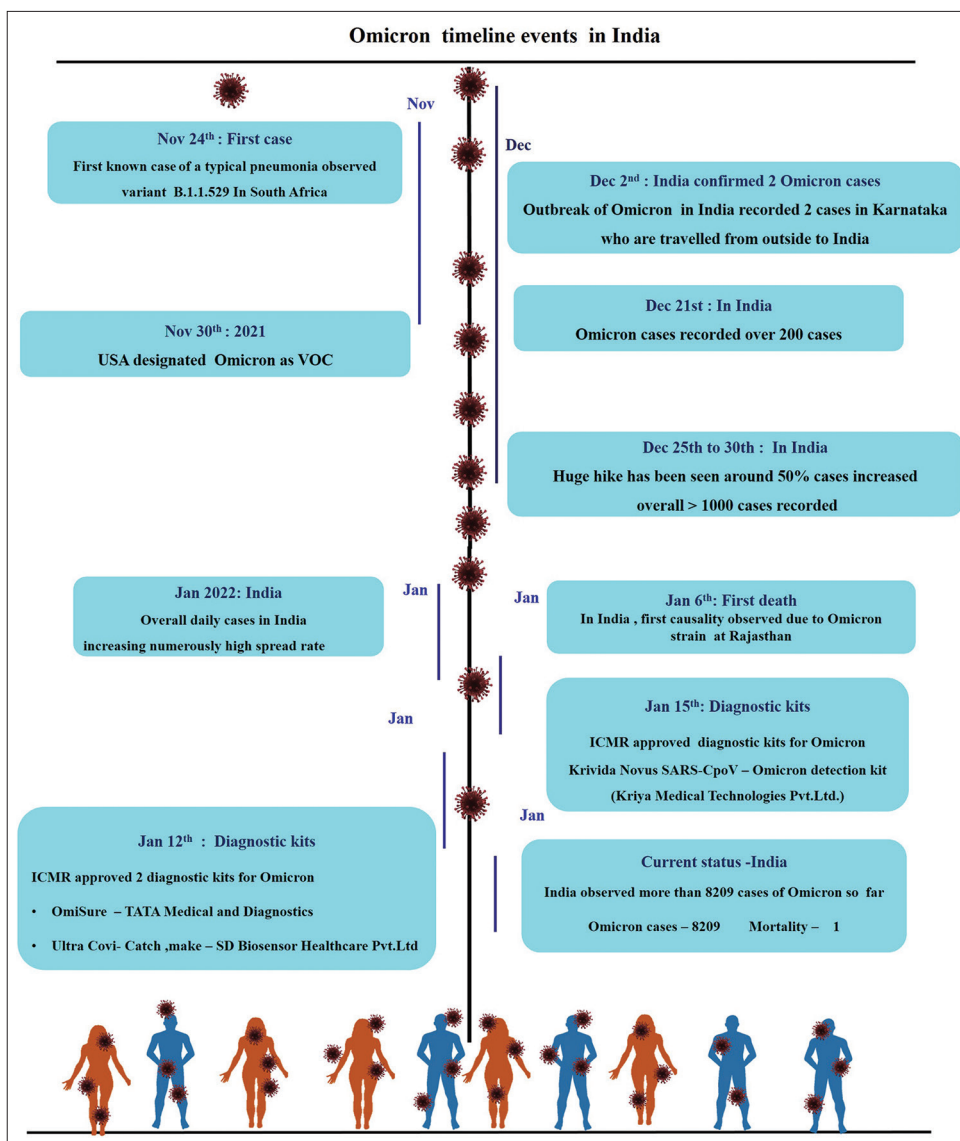 Omicron timeline events in India
Nov
Nov 24th : First case
First known case of a typical pneumonia observed
variant B.1.1.529 In South Africa
Dec
Dec 2nd : India confirmed 2 Omicron cases
Outbreak of Omicron in India recorded 2 cases in Karnataka
who are travelled from outside to India
Dec 21st : In India
Omicron cases recorded over 200 cases
Nov 30th : 2021
USA designated Omicron as VOC
Dec 25th to 30th : In India
Huge hike has been seen around 50% cases increased
overall > 1000 cases recorded
Jan 2022: India
Overall daily cases in India
increasing numerously high spread rate
Jan
Jan
Jan 6th: First death
In India , first causality observed due to Omicron
strain at Rajasthan
Jan 15th: Diagnostic kits
ICMR approved diagnostic kits for Omicron
Krivida Novus SARS-CpoV – Omicron detection kit
(Kriya Medical Technologies Pvt.Ltd.)
Jan
Jan 12th : Diagnostic kits
ICMR approved 2 diagnostic kits for Omicron
• OmiSure – TATA Medical and Diagnostics
• Ultra Covi- Catch ,make – SD Biosensor Healthcare Pvt.Ltd
Jan
Current status -India
India observed more than 8209 cases of Omicron so far
Omicron cases – 8209 Mortality – 1